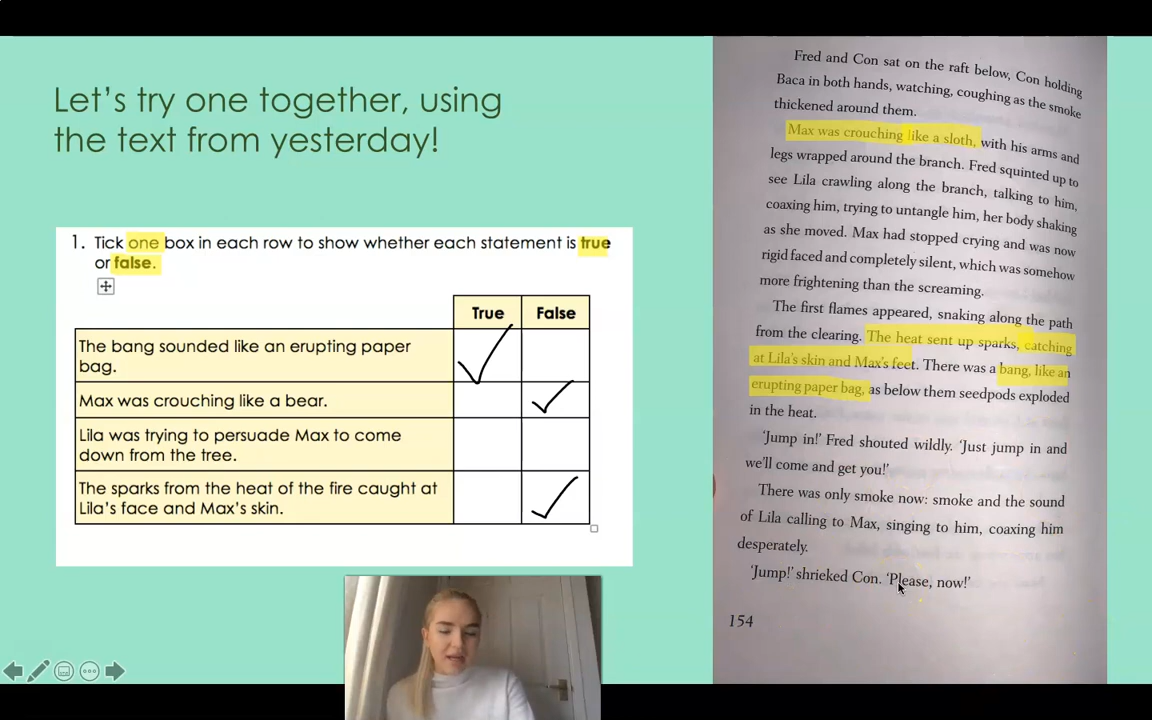 Let's try one together, using
the text from yesterday!
1. Tick one box in each row to show whether each statement is true
or false.
True False
The bang sounded like an erupting paper
bag.
Max was crouching like a bear.
Lila was trying to persuade Max to come
down from the tree.
The sparks from the heat of the fire caught at
Lila's face and Max's skin.
Fred and Con sat on the raft below, Con holding
Baca in both hands, watching, coughing as the smoke
thickened around them.
Max was crouching like a sloth, with his arms and
legs wrapped around the branch. Fred squinted up to
see Lila crawling along the branch, talking to him,
coaxing him, trying to untangle him, her body shaking
as she moved. Max had stopped crying and was now
rigid faced and completely silent, which was somehow
more frightening than the screaming.
The first flames appeared, snaking along the path
from the clearing. The heat sent up sparks, catching
at Lila's skin and Max's feet. There was a bang, like an
erupting paper bag, as below them seedpods exploded
in the heat.
'Jump in!' Fred shouted wildly. 'Just jump in and
we'll come and get you!'
There was only smoke now: smoke and the sound
of Lila calling to Max, singing to him, coaxing him
desperately.
'Jump!' shrieked Con. 'Please, now!'
154